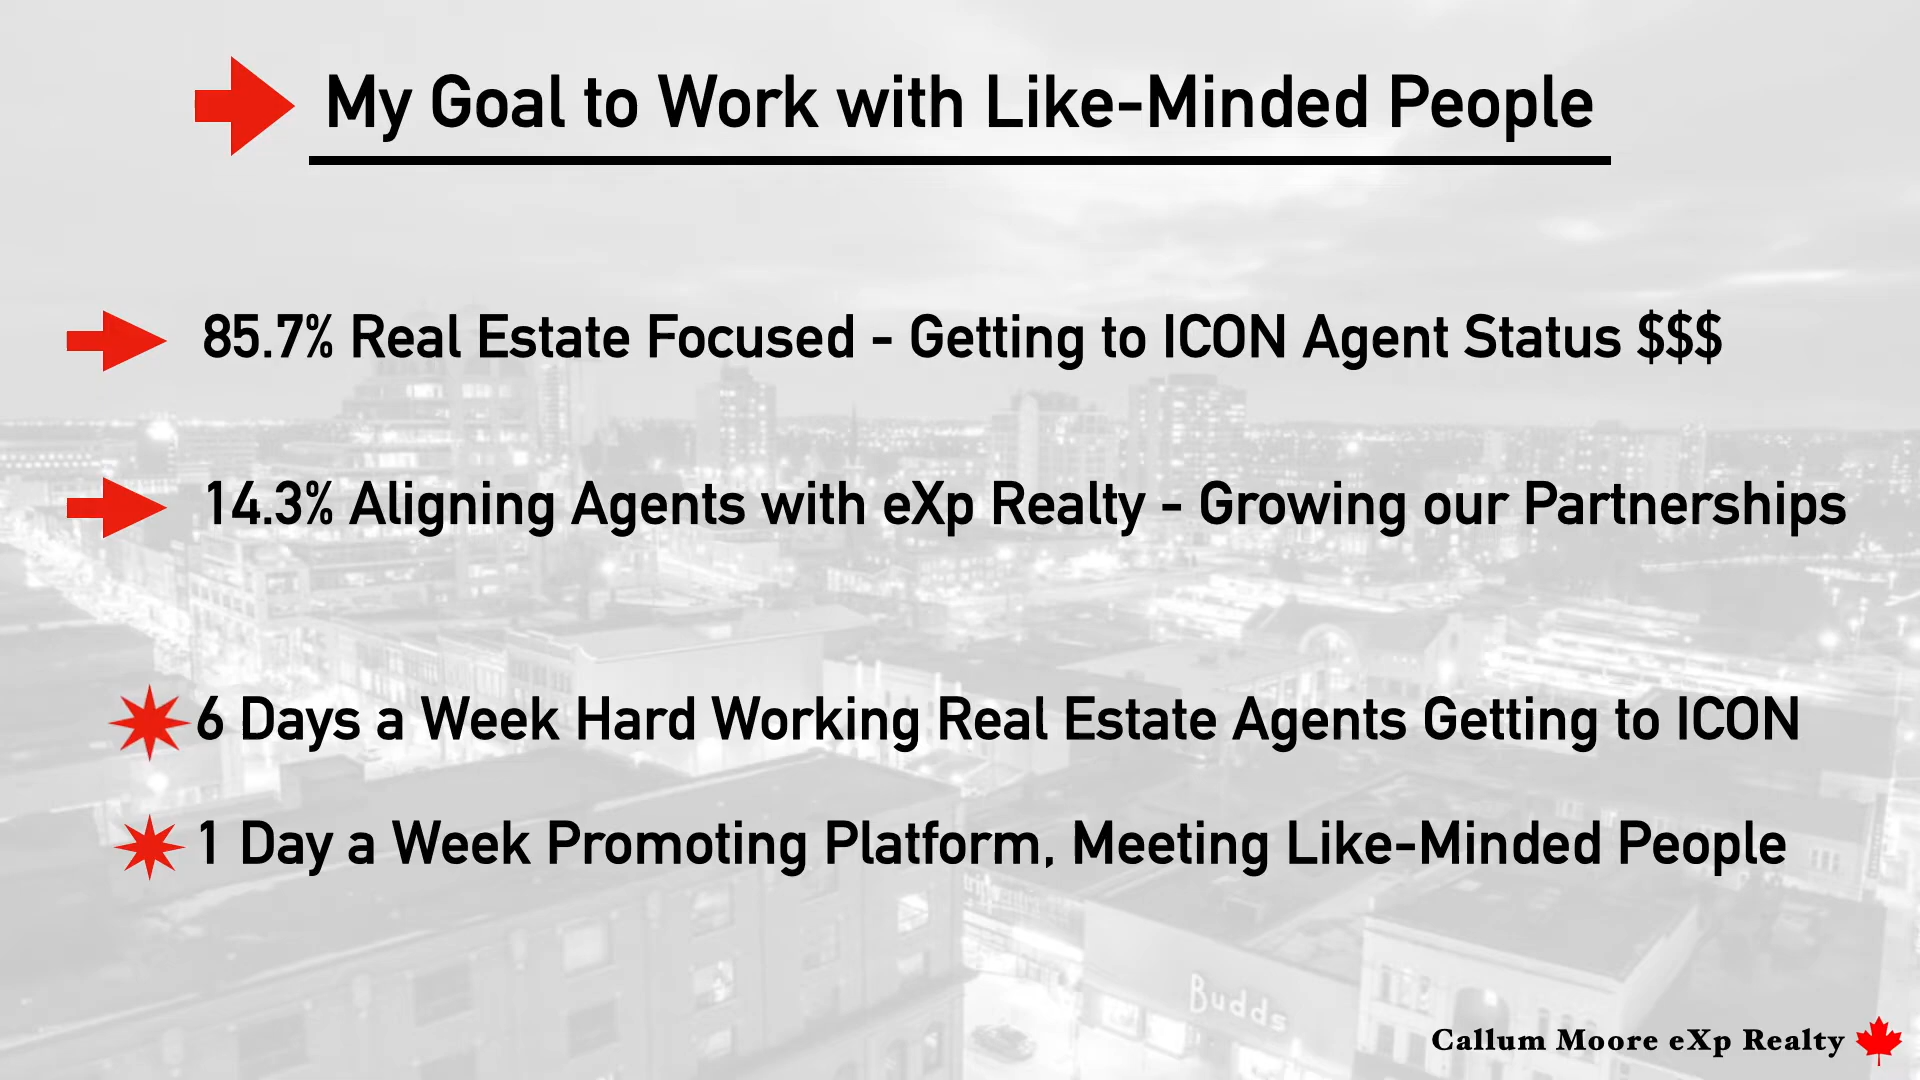 My Goal to Work with Like-Minded People
85.7% Real Estate Focused - Getting to ICON Agent Status $$$
14.3% Aligning Agents with eXp Realty - Growing our Partnerships
6 Days a Week Hard Working Real Estate Agents Getting to ICON
1 Day a Week Promoting Platform, Meeting Like-Minded People
Budds
Callum Moore eXp Realty